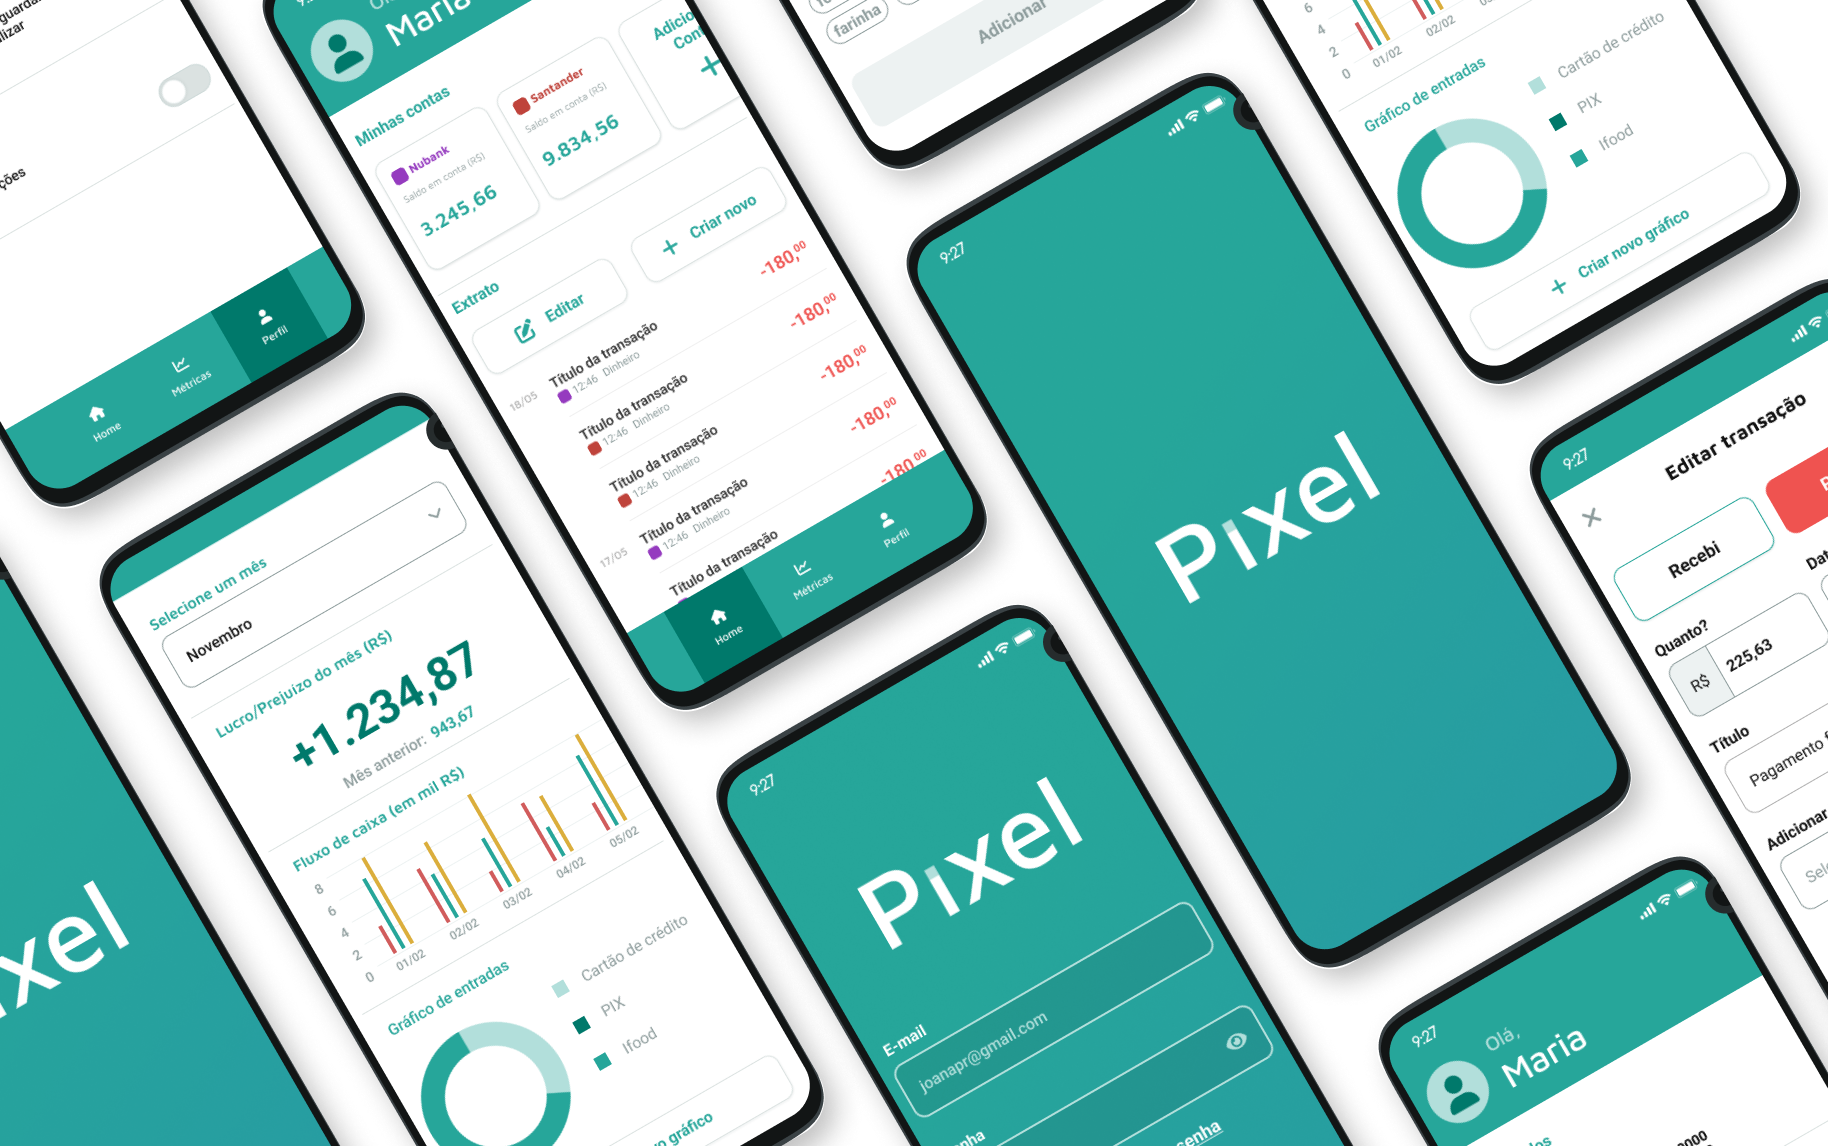 lizar
ções
Home
Métricas
Perfil
Maria
Minhas contas
Nubank
Saldo em conta (R$)
3.245,66
Santander
Saldo em conta (R$)
9.834,56
Extrato
Editar
Criar novo
18/05
Título da transação
12:46 Dinheiro
-180,00
Título da transação
12:46 Dinheiro
-180,00
Título da transação
12:46 Dinheiro
-180,00
17/05
Título da transação
12:46 Dinheiro
-180,00
Título da transação
-180,00
Home
Métricas
Perfil
farinha
Adicionar
6
4
2
0
01/02
02/02
Gráfico de entradas
Cartão de crédito
PIX
Ifood
Criar novo gráfico
9:27
Pixel
Selecione um mês
Novembro
Lucro/Prejuízo do mês (R$)
+1.234,87
Mês anterior: 943,67
Fluxo de caixa (em mil R$)
8
6
4
2
0
01/02
02/02
03/02
04/02
05/02
Gráfico de entradas
Cartão de crédito
PIX
Ifood
gráfico
xel
9:27
Pixel
E-mail
joanapr@gmail.com
senha
9:27
Editar transação
Recebi
Quanto?
R$ 225,63
Título
Pagamento
Adicionar
9:27
Olá,
Maria